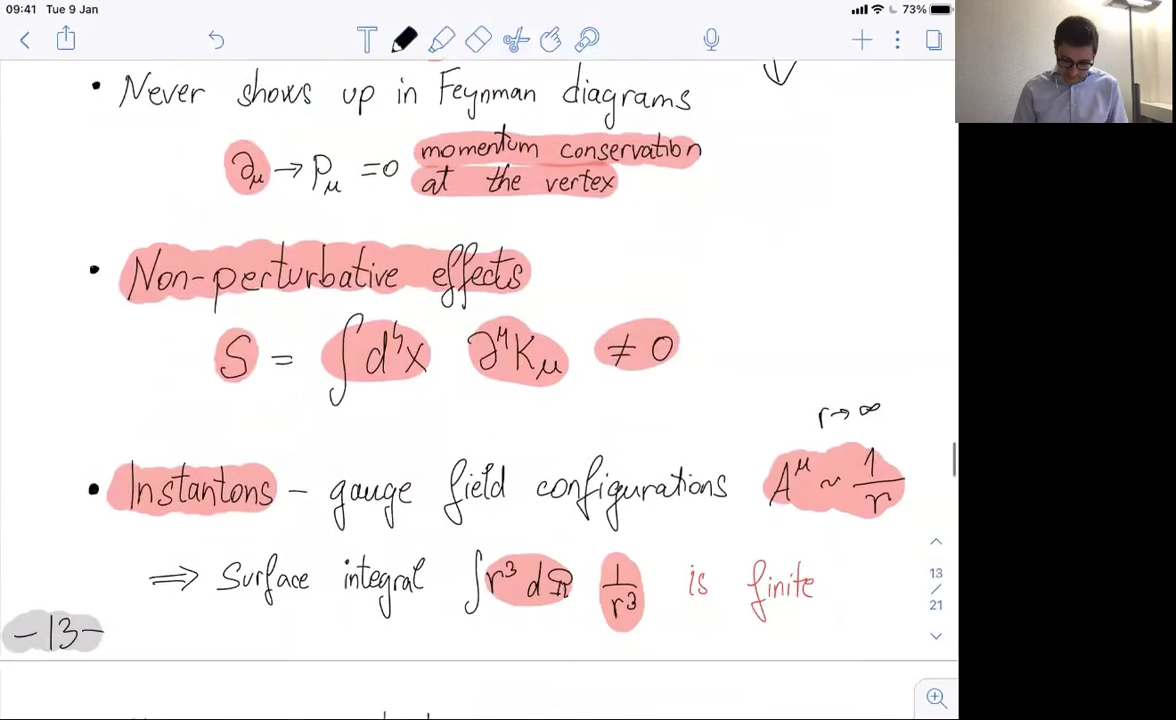 09:41 Tue 9 Jan
73%
• Never shows up in Feynman diagrams
∂μ → Pμ = 0 momentum conservation
at the vertex
• Non-perturbative effects
S = ∫ d⁴x ∂^μ Kμ ≠ 0
r → ∞
• Instantons – gauge field configurations A^μ ~ 1/r
⟹ Surface integral ∫ r³ dΩ 1/r³ is finite
13
/
21
-13-